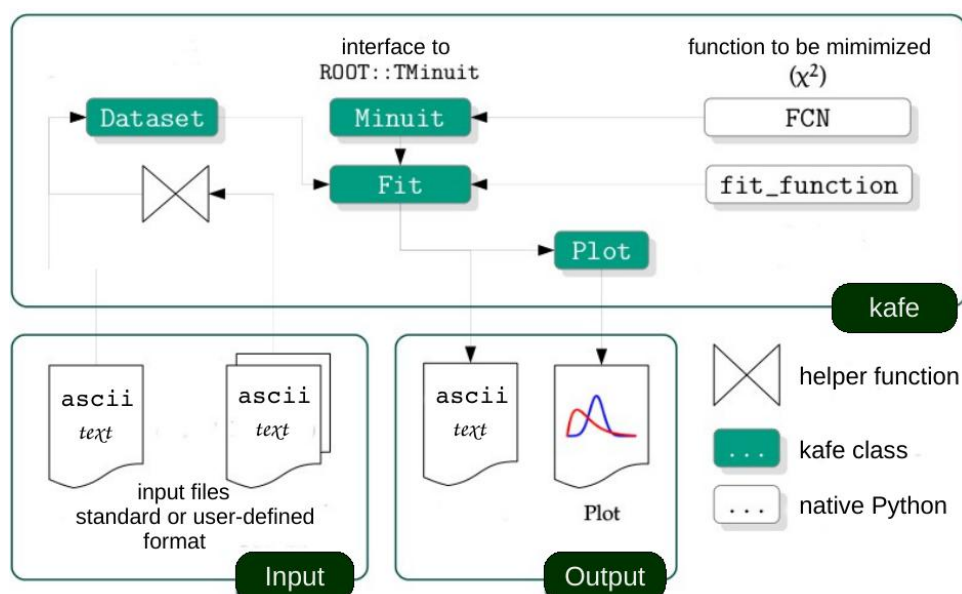 interface to
ROOT::TMinuit
function to be mimimized
(χ²)
Dataset
Minuit
FCN
Fit
fit_function
Plot
kafe
ascii
text
ascii
text
input files
standard or user-defined
format
Input
ascii
text
Plot
Output
helper function
...
kafe class
...
native Python